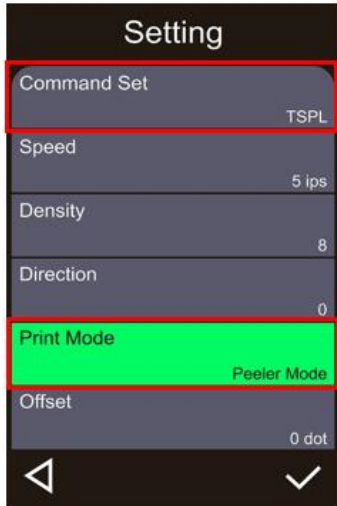 Setting
Command Set
TSPL
Speed
5 ips
Density
8
Direction
0
Print Mode
Peeler Mode
Offset
0 dot